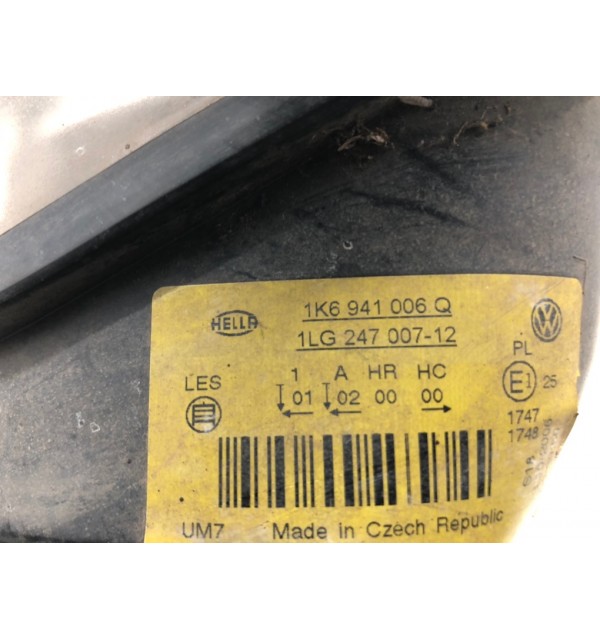 HELLA
1K6 941 006 Q
1LG 247 007-12
LES
1 A HR HC
01 02 00 00
PL
E1 25
1747
1748
UM7 Made in Czech Republic